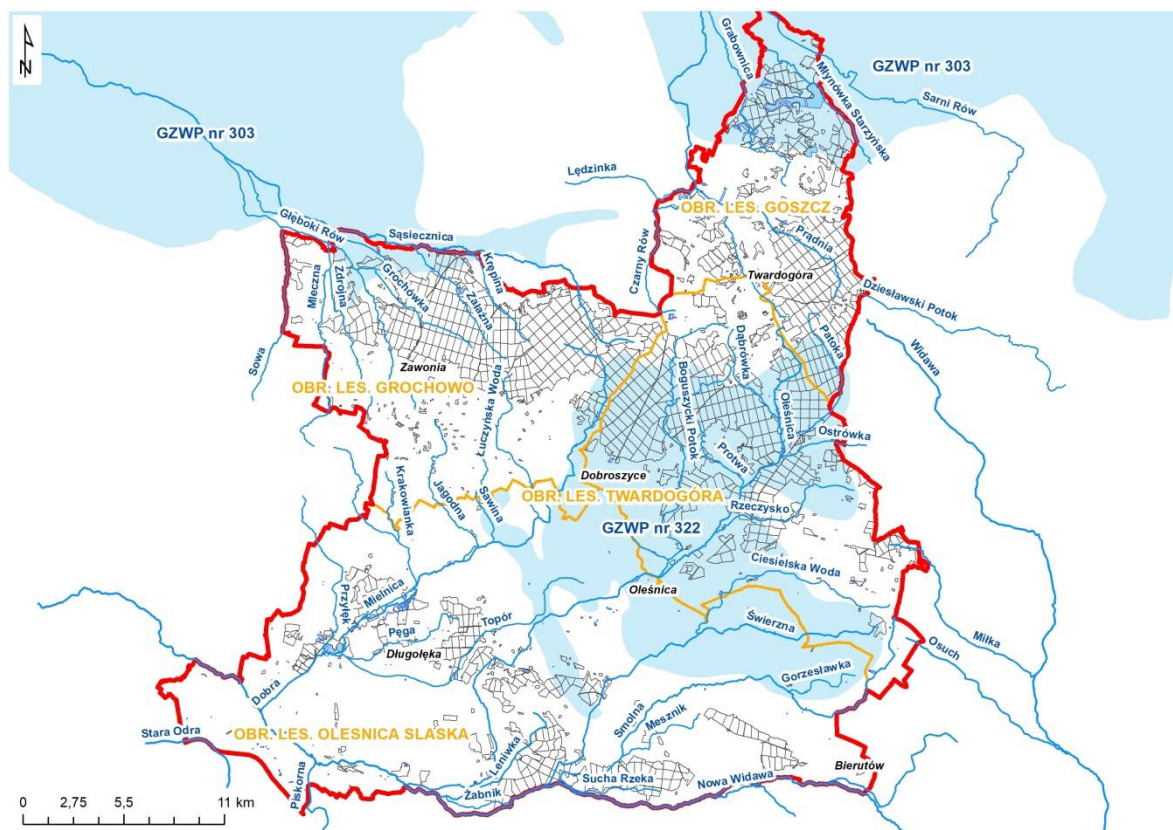 N
Grabownica
GZWP nr 303
Młynówka Starzyńska
Sarni Rów
GZWP nr 303
Lędzinka
OBR. LES. GOSZCZ
Głęboki Rów
Sąsiecznica
Prądnia
Krępina
Czarny Rów
Twardogóra
Mleczna
Zdrojna
Grochówka
Zalaźna
Dziesławski Potok
Patoka
Widawa
Sowa
Zawonia
Dąbrówka
Boguszycki Potok
Oleśnica
OBR. LES. GROCHOWO
Łuczyńska Woda
Ostrówka
Protwa
Dobroszyce
OBR. LES. TWARDOGÓRA
Krakowianka
Jagodna
Sawina
Rzeczysko
GZWP nr 322
Ciesielska Woda
Oleśnica
Przyłęk
Mielnica
Topór
Świerzna
Pęga
Osuch
Miłka
Długołęka
Gorzesławka
Dobra
Smolna
Mesznik
Stara Odra
OBR. LES. OLESNICA SLASKA
Leniwka
Bierutów
Sucha Rzeka
Nowa Widawa
Piskorna
Żabnik
0 2,75 5,5 11 km